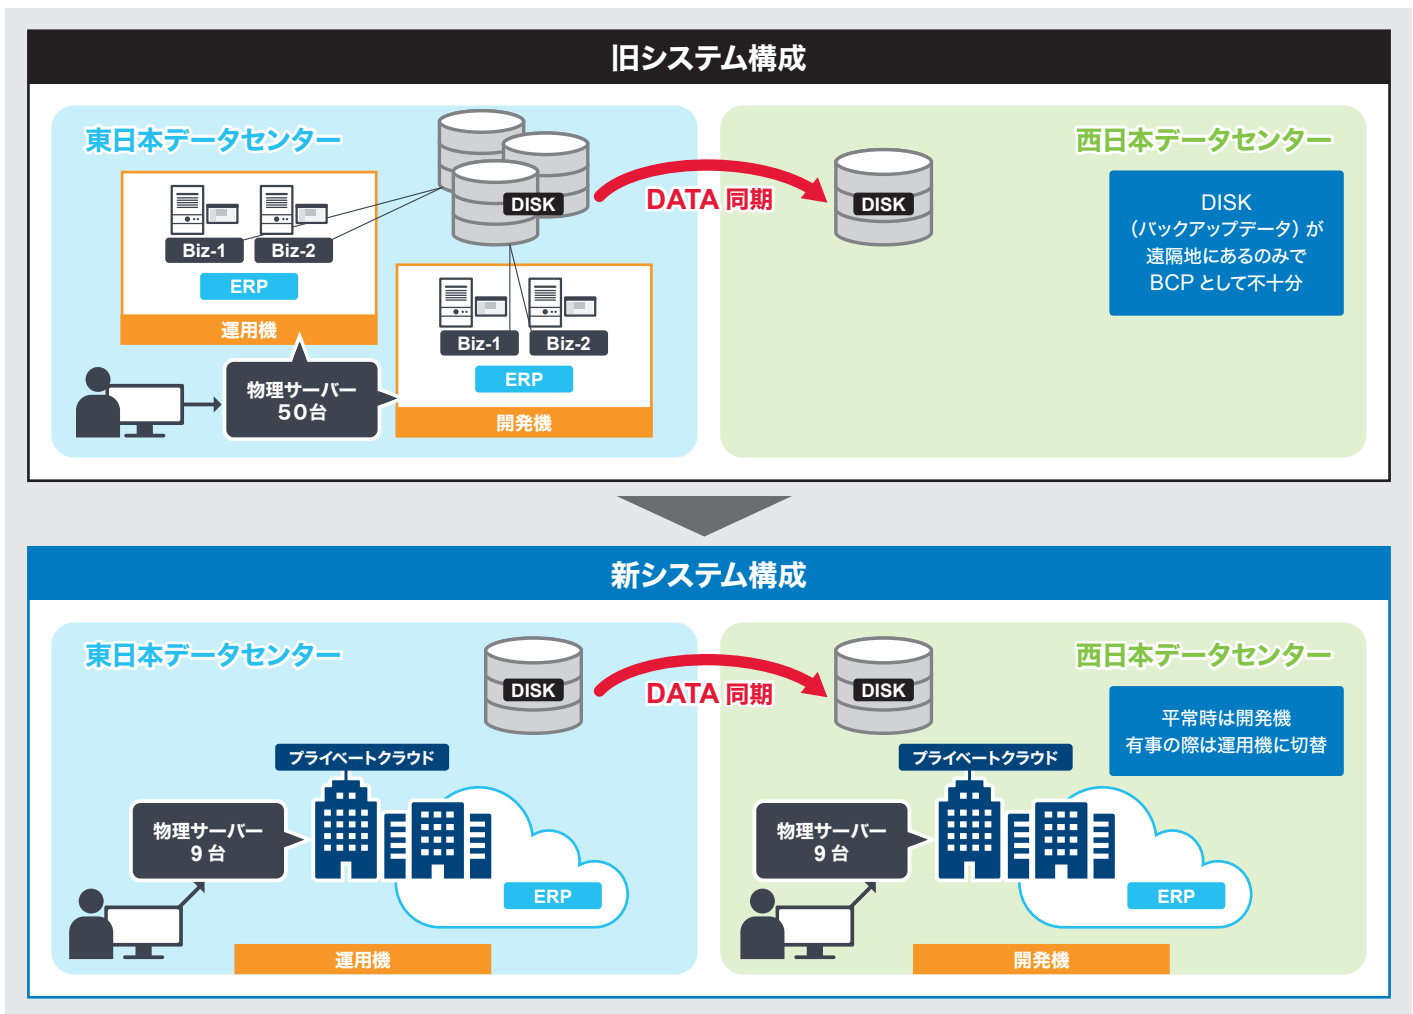 旧システム構成
東日本データセンター
DISK
Biz-1
Biz-2
ERP
運用機
Biz-1
Biz-2
ERP
開発機
物理サーバー
50台
DATA 同期
西日本データセンター
DISK
DISK
（バックアップデータ）が
遠隔地にあるのみで
BCP として不十分
新システム構成
東日本データセンター
DISK
プライベートクラウド
物理サーバー
9 台
ERP
運用機
DATA 同期
西日本データセンター
DISK
平常時は開発機
有事の際は運用機に切替
プライベートクラウド
物理サーバー
9 台
ERP
開発機